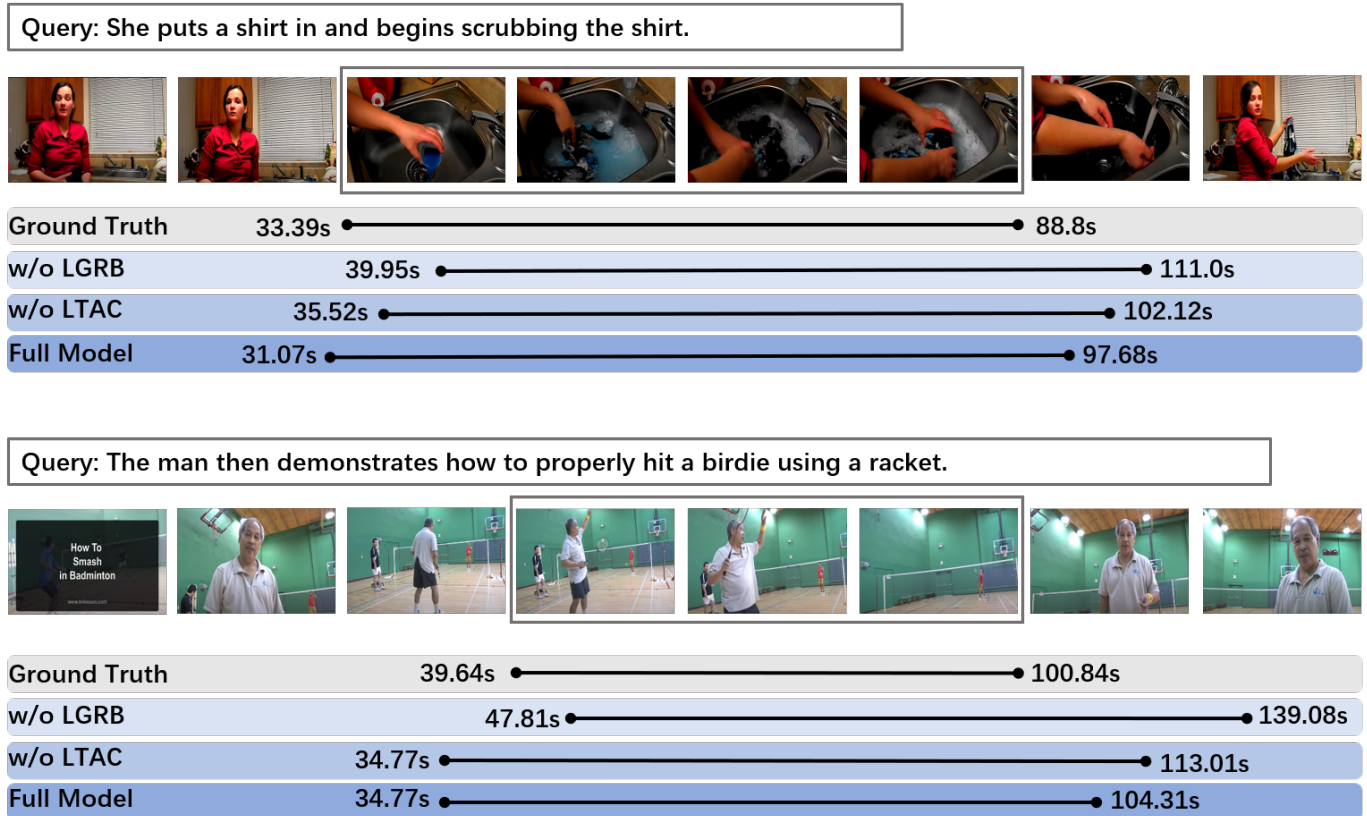 Query: She puts a shirt in and begins scrubbing the shirt.
Ground Truth 33.39s 88.8s
w/o LGRB 39.95s 111.0s
w/o LTAC 35.52s 102.12s
Full Model 31.07s 97.68s
Query: The man then demonstrates how to properly hit a birdie using a racket.
How To
Smash
in Badminton
Ground Truth 39.64s 100.84s
w/o LGRB 47.81s 139.08s
w/o LTAC 34.77s 113.01s
Full Model 34.77s 104.31s